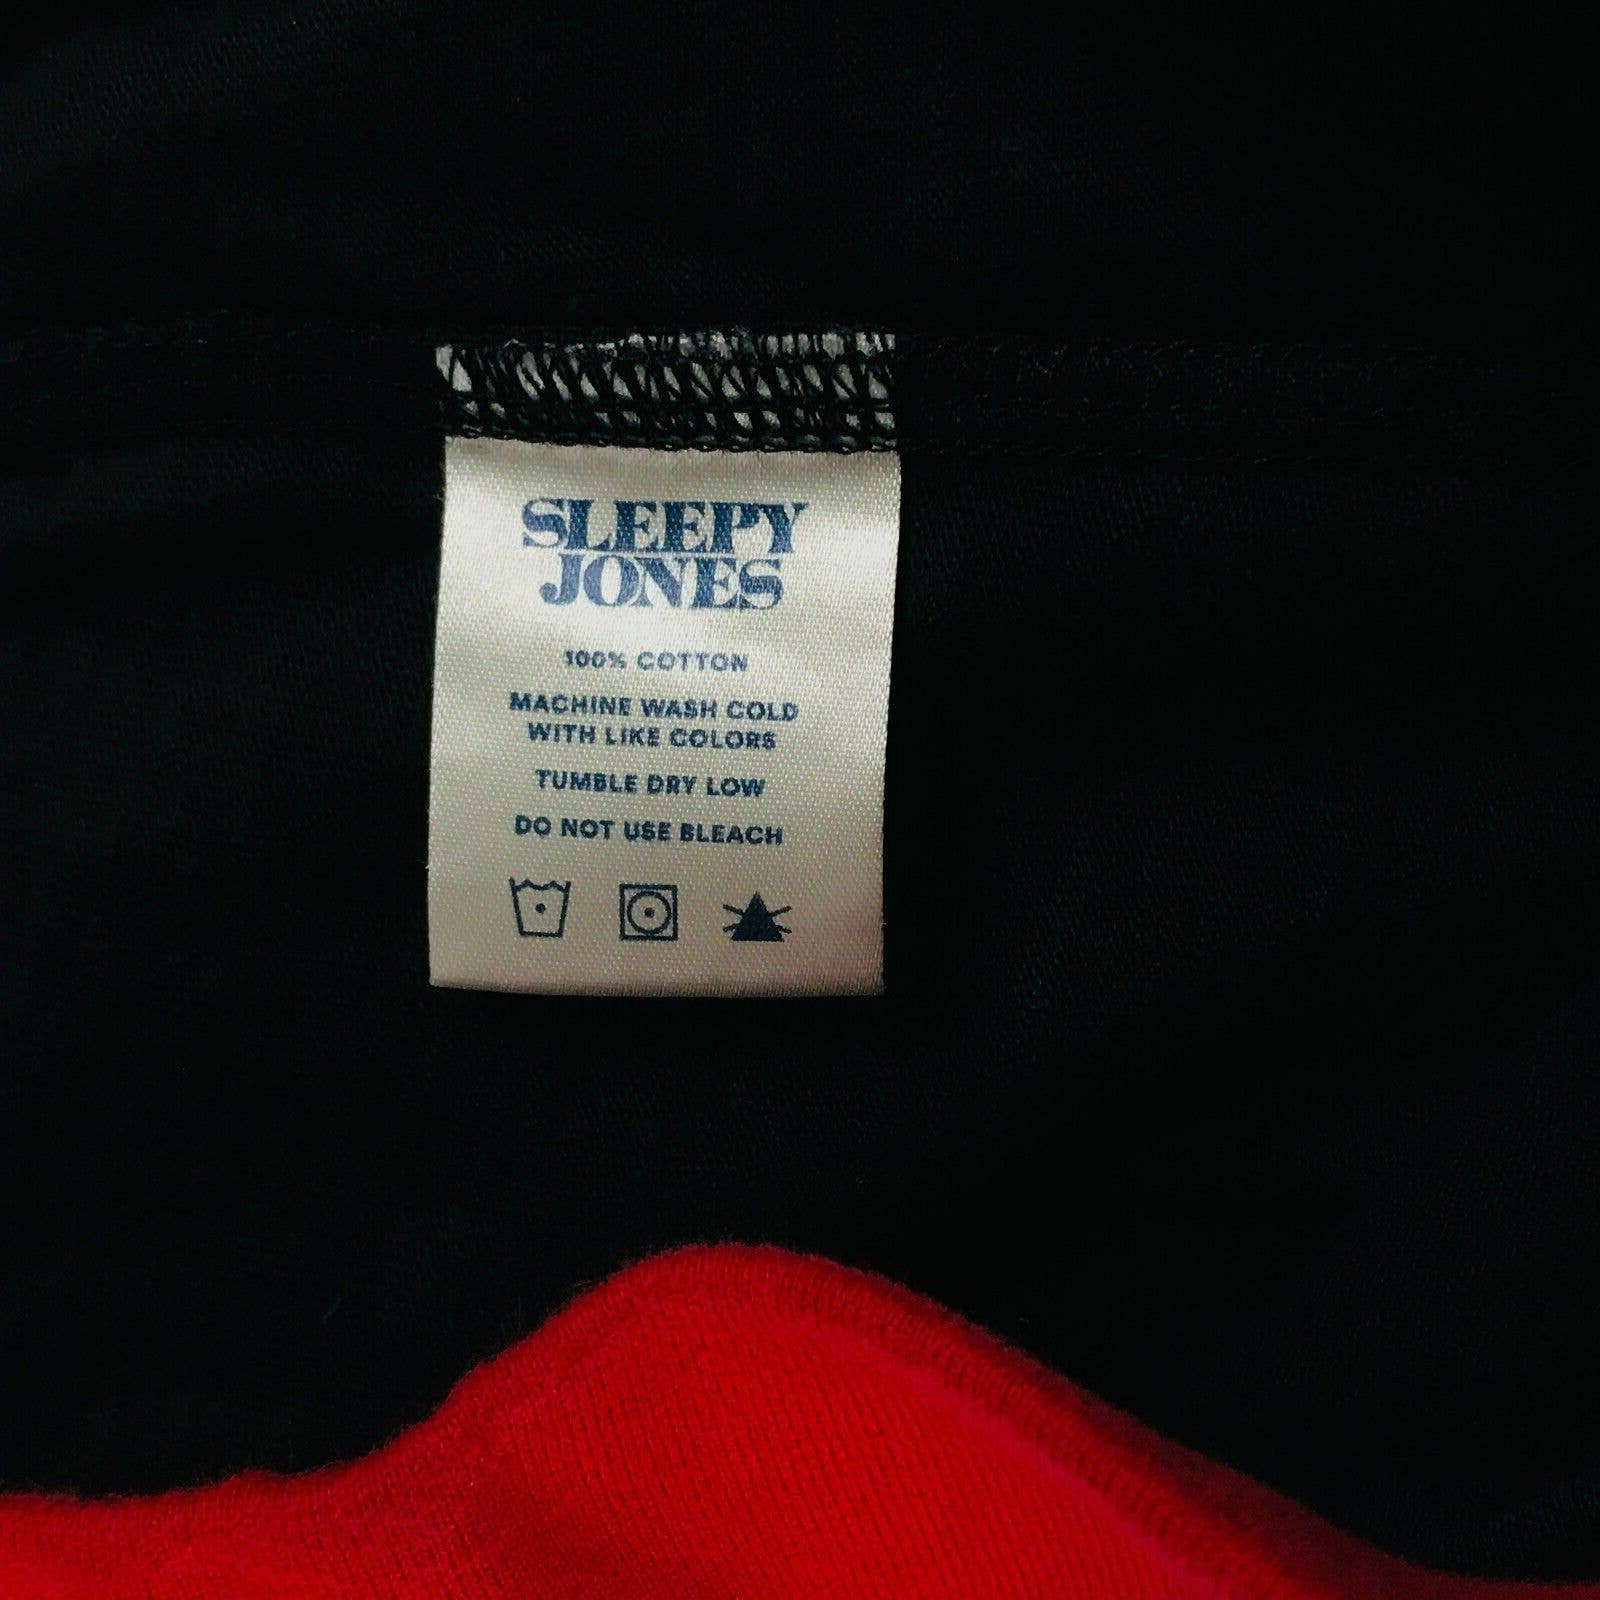 SLEEPY
JONES
100% COTTON
MACHINE WASH COLD
WITH LIKE COLORS
TUMBLE DRY LOW
DO NOT USE BLEACH